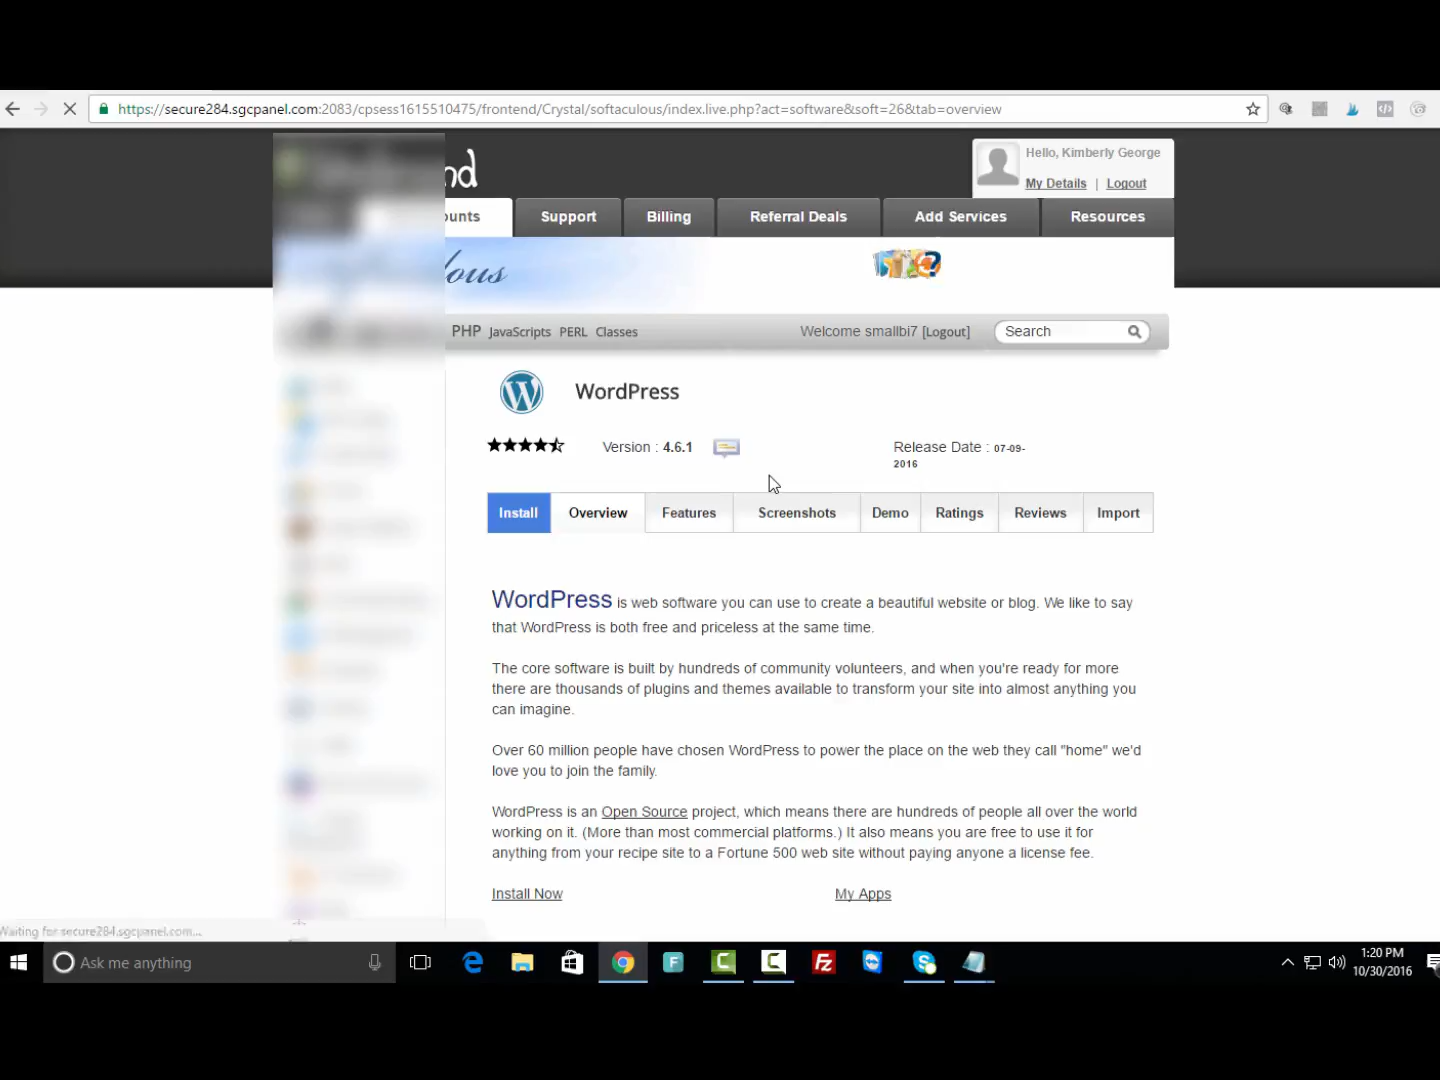 https://secure284.sgcpanel.com:2083/cpsess1615510475/frontend/Crystal/softaculous/index.live.php?act=software&soft=26&tab=overview
Hello, Kimberly George
My Details | Logout
Support Billing Referral Deals Add Services Resources
PHP JavaScripts PERL Classes Welcome smallbi7 [Logout] Search
WordPress
Version : 4.6.1 Release Date : 07-09-
2016
Install Overview Features Screenshots Demo Ratings Reviews Import
WordPress is web software you can use to create a beautiful website or blog. We like to say
that WordPress is both free and priceless at the same time.
The core software is built by hundreds of community volunteers, and when you're ready for more
there are thousands of plugins and themes available to transform your site into almost anything you
can imagine.
Over 60 million people have chosen WordPress to power the place on the web they call "home" we'd
love you to join the family.
WordPress is an Open Source project, which means there are hundreds of people all over the world
working on it. (More than most commercial platforms.) It also means you are free to use it for
anything from your recipe site to a Fortune 500 web site without paying anyone a license fee.
Install Now My Apps
Waiting for secure284.sgcpanel.com...
Ask me anything
1:20 PM
10/30/2016